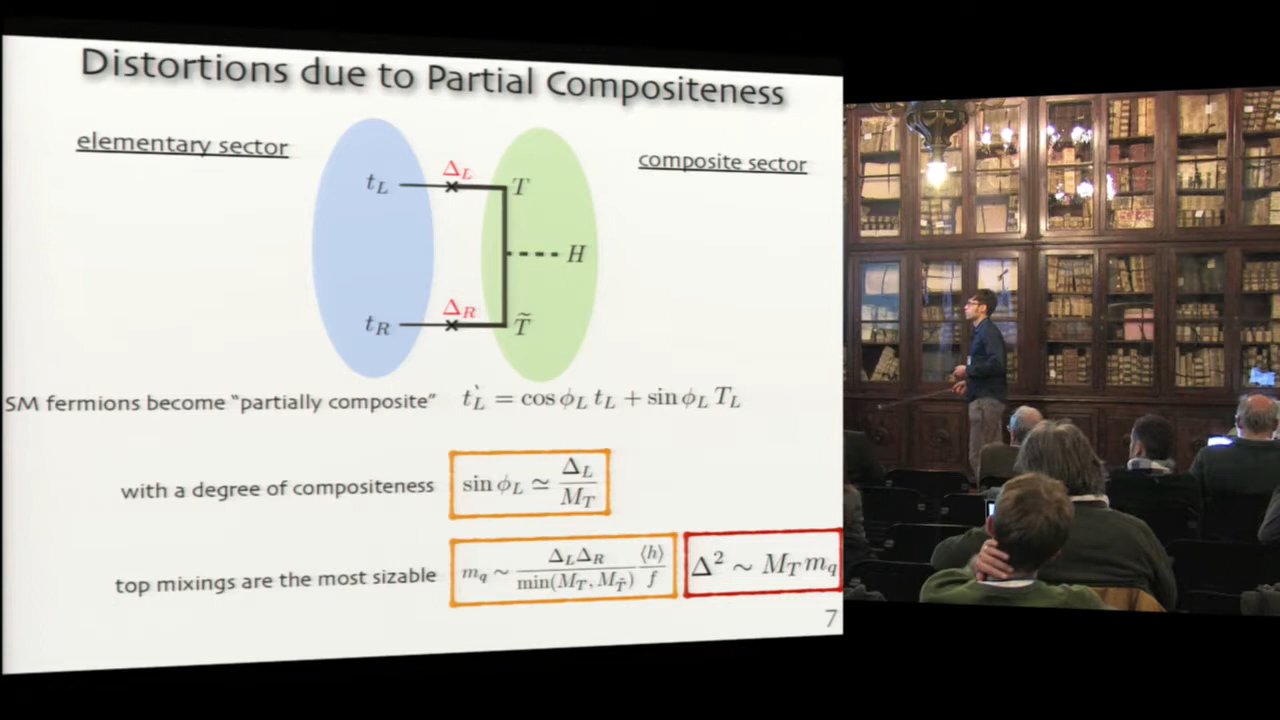 Distortions due to Partial Compositeness
elementary sector
composite sector
t_L Δ_L T
H
t_R Δ_R T̃
SM fermions become "partially composite" t̀_L = cos ϕ_L t_L + sin ϕ_L T_L
with a degree of compositeness sin ϕ_L ≃ Δ_L / M_T
top mixings are the most sizable m_q ~ Δ_L Δ_R / min(M_T, M_T̃) ⟨h⟩ / f Δ² ~ M_T m_q
7